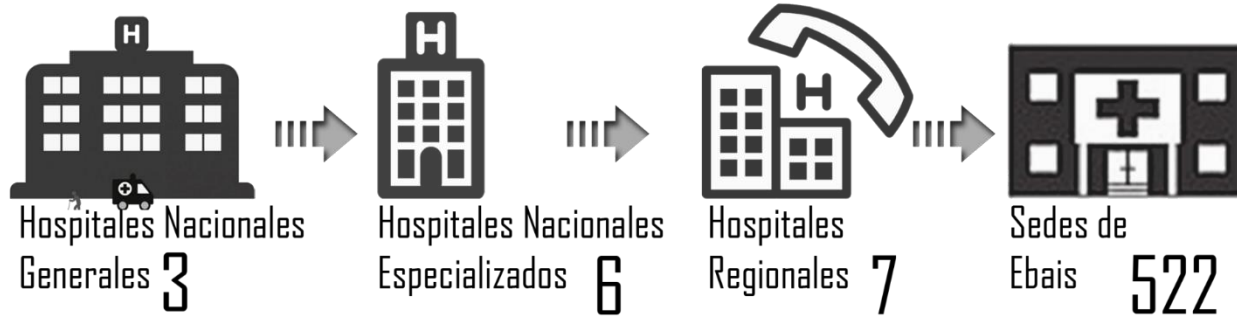 H
H
H
Hospitales Nacionales
Generales 3
Hospitales Nacionales
Especializados 6
Hospitales
Regionales 7
Sedes de
Ebais 522